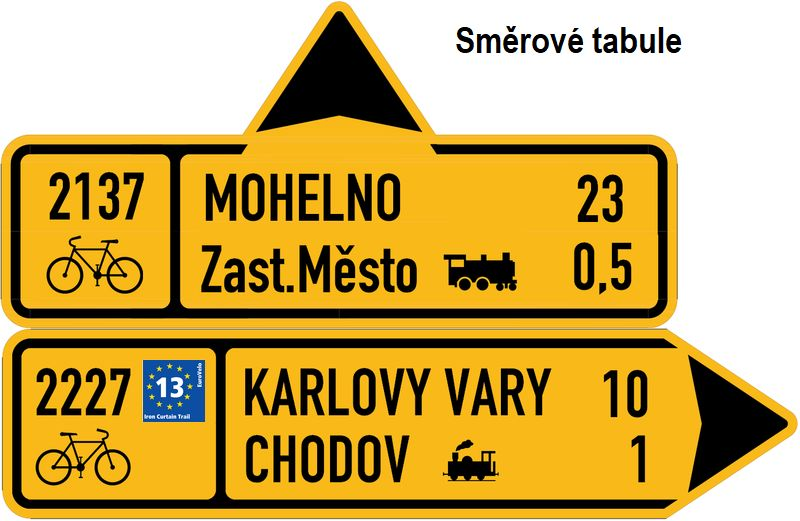 Směrové tabule
2137
MOHELNO 23
Zast.Město 0,5
2227
13
EuroVelo
Iron Curtain Trail
KARLOVY VARY 10
CHODOV 1